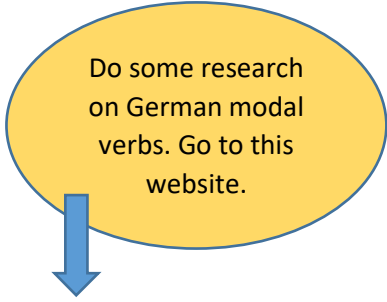 Do some research
on German modal
verbs. Go to this
website.